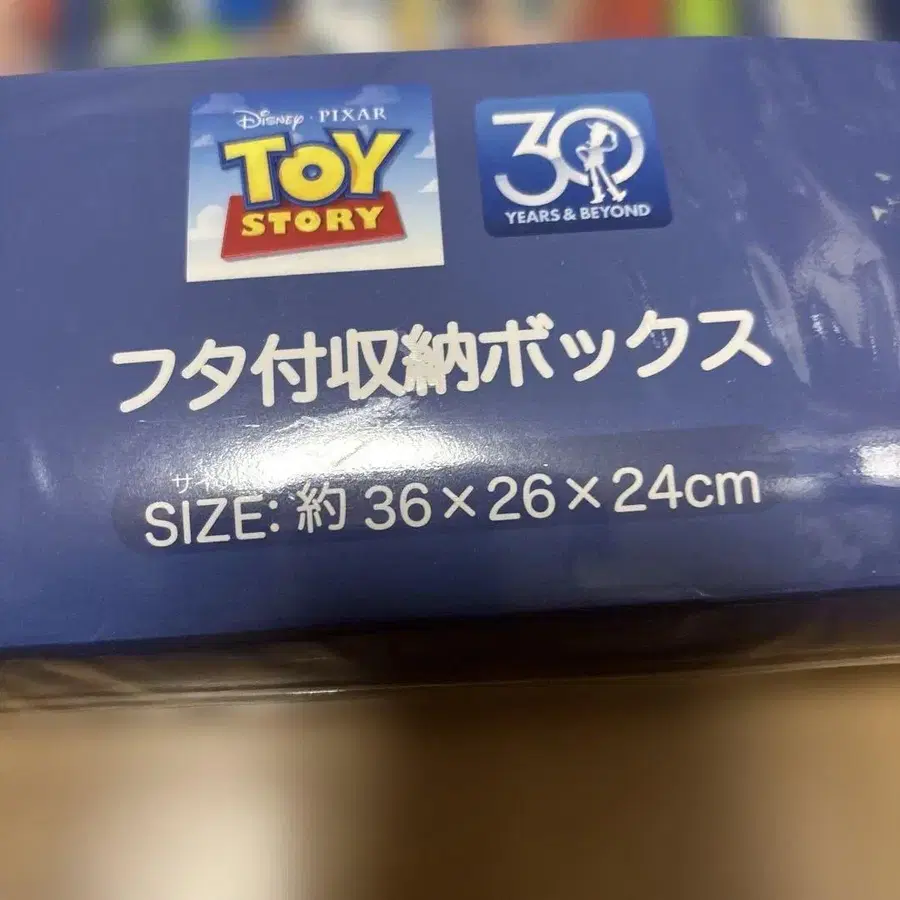 Disney · PIXAR
TOY
STORY
30
YEARS & BEYOND
フタ付収納ボックス
SIZE: 約 36×26×24cm